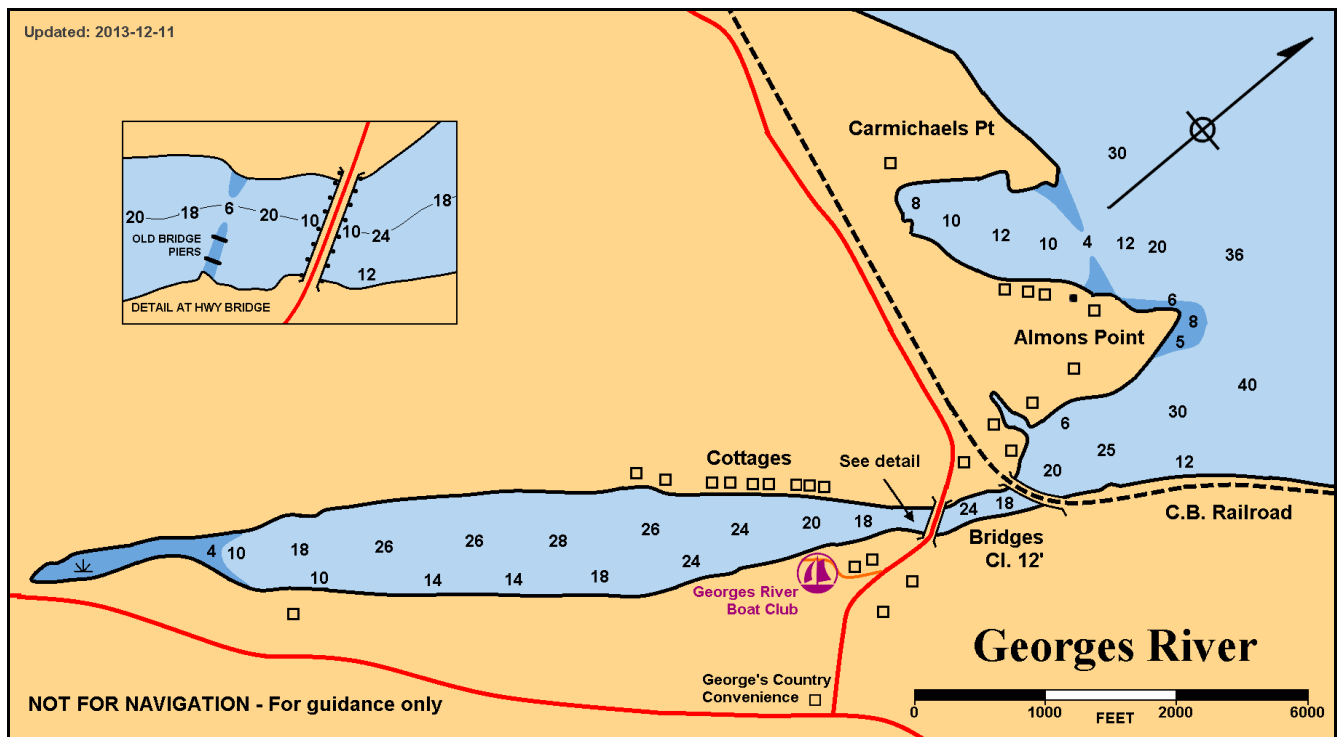 Updated: 2013-12-11
Carmichaels Pt
30
8
10
12
10
4
12
20
36
20
18
6
20
10
10
24
18
12
OLD BRIDGE
PIERS
DETAIL AT HWY BRIDGE
6
8
5
Almons Point
40
30
6
25
12
20
Cottages
See detail
C.B. Railroad
24
18
Bridges
Cl. 12'
4
10
18
26
26
28
26
24
20
18
10
14
14
18
24
Georges River
Boat Club
Georges River
George's Country
Convenience
NOT FOR NAVIGATION - For guidance only
0
1000
2000
6000
FEET